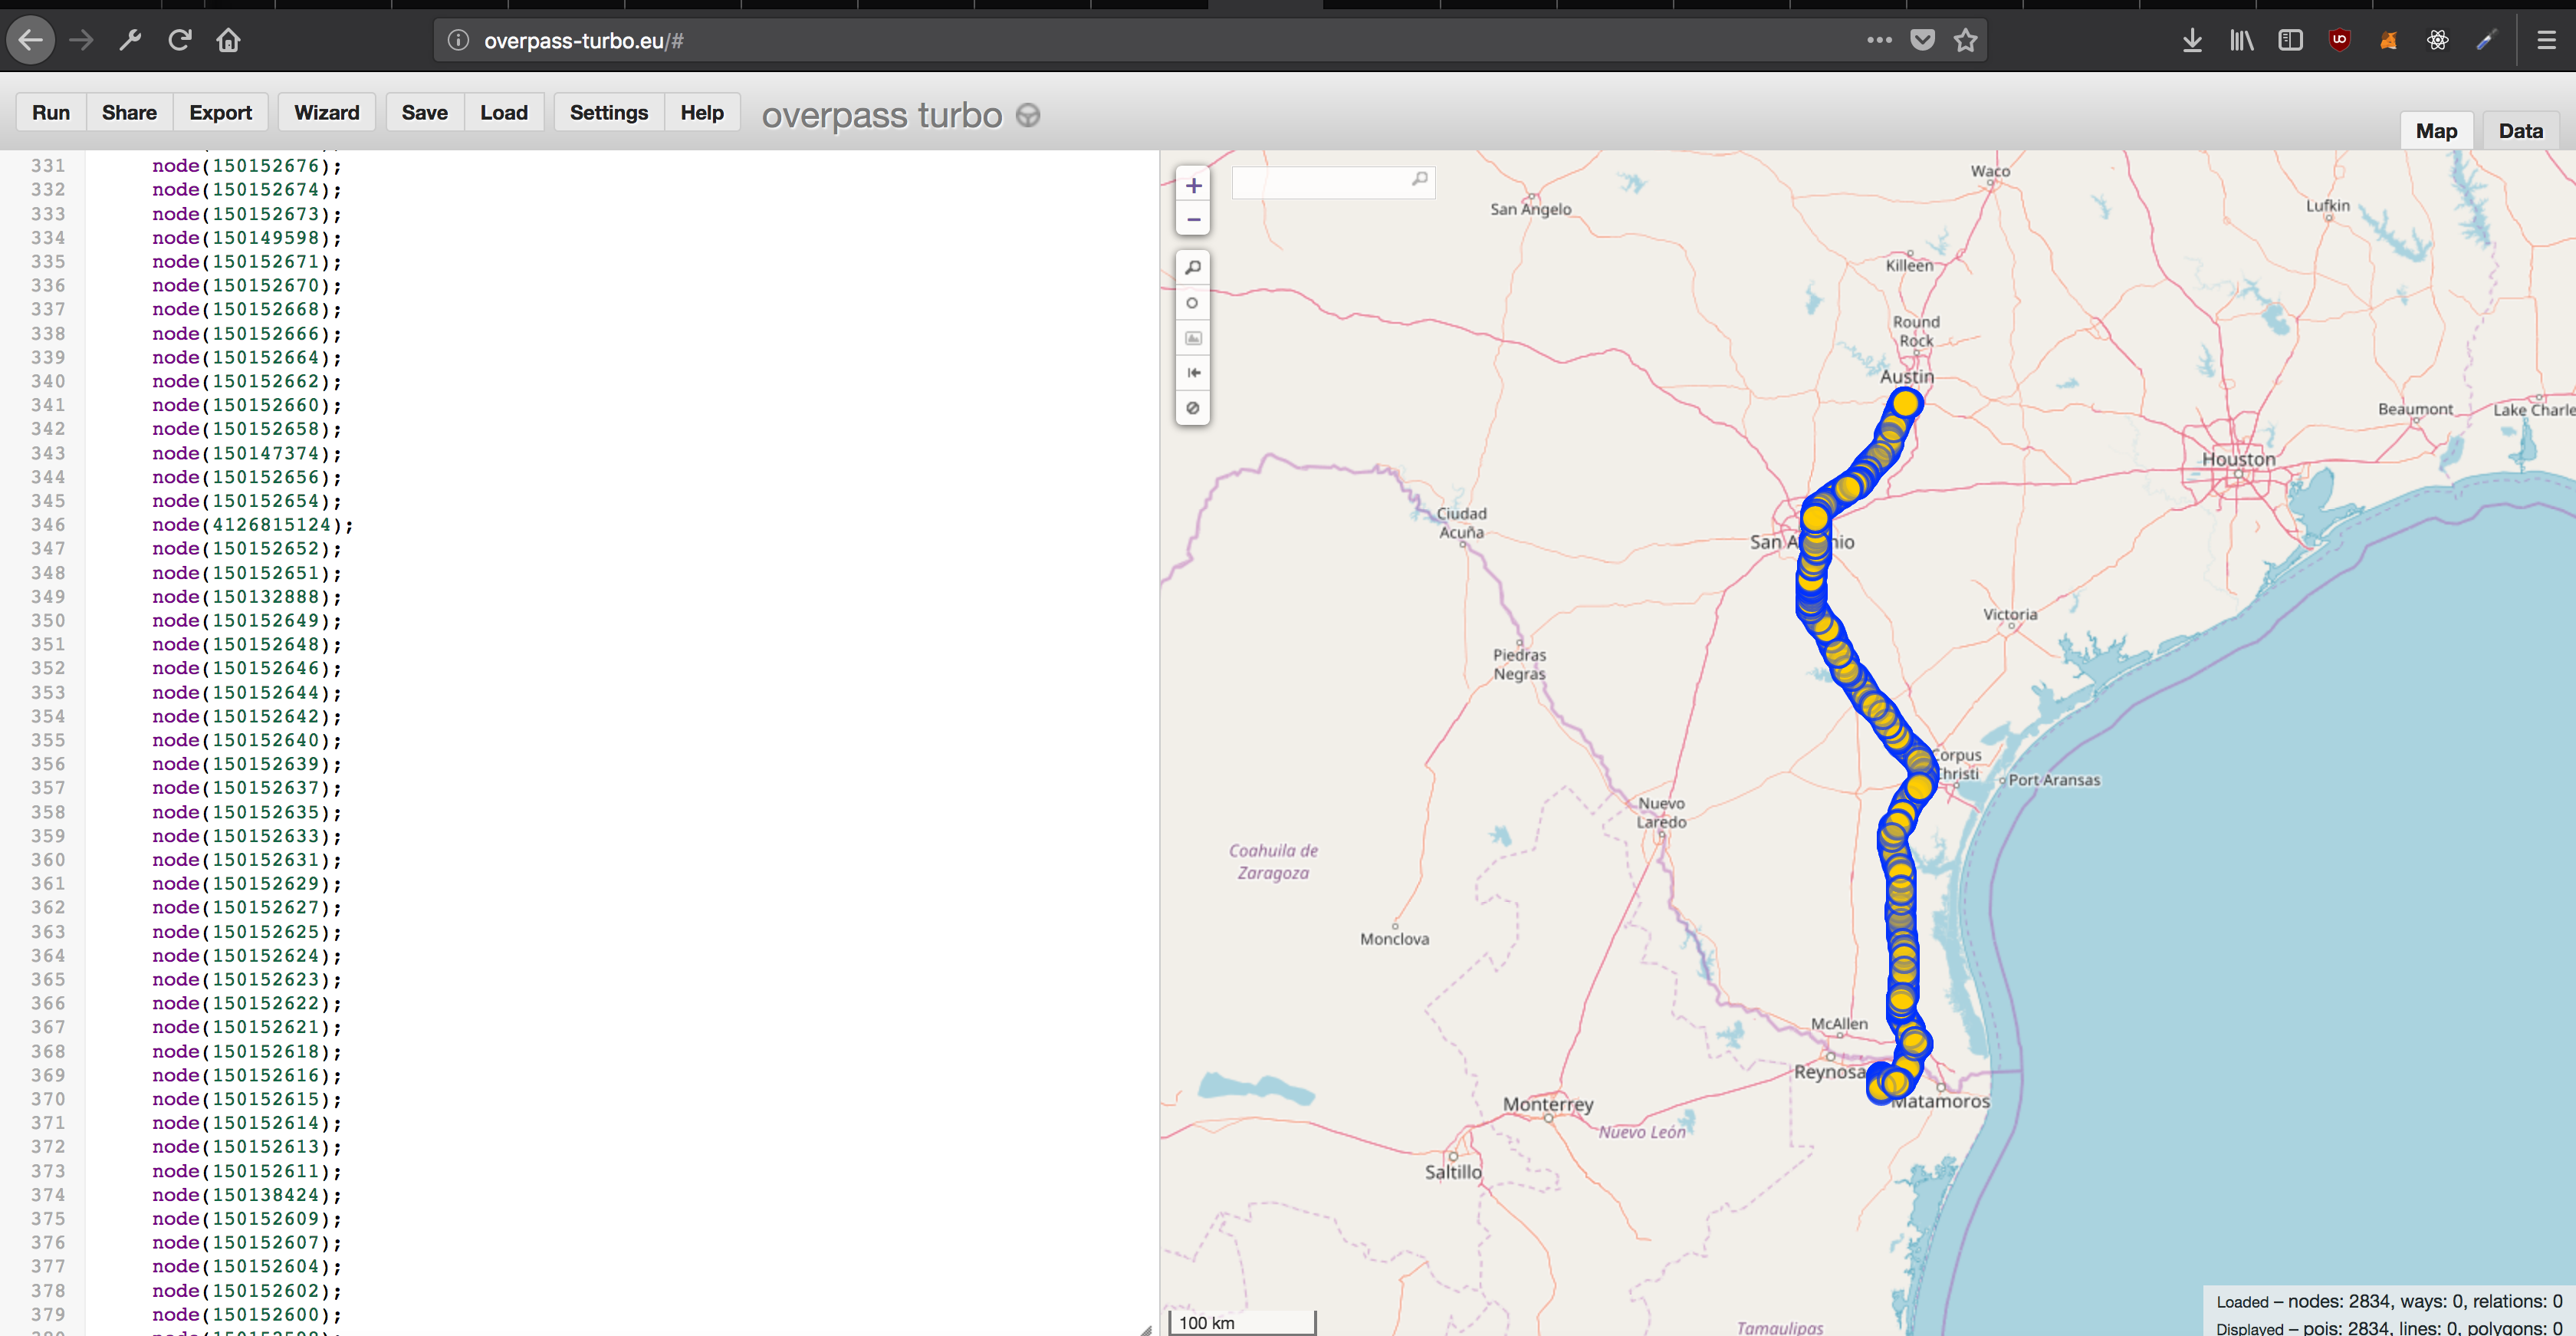 overpass-turbo.eu/#
Run Share Export Wizard Save Load Settings Help overpass turbo
Map Data
331 node(150152676);
332 node(150152674);
333 node(150152673);
334 node(150149598);
335 node(150152671);
336 node(150152670);
337 node(150152668);
338 node(150152666);
339 node(150152664);
340 node(150152662);
341 node(150152660);
342 node(150152658);
343 node(150147374);
344 node(150152656);
345 node(150152654);
346 node(4126815124);
347 node(150152652);
348 node(150152651);
349 node(150132888);
350 node(150152649);
351 node(150152648);
352 node(150152646);
353 node(150152644);
354 node(150152642);
355 node(150152640);
356 node(150152639);
357 node(150152637);
358 node(150152635);
359 node(150152633);
360 node(150152631);
361 node(150152629);
362 node(150152627);
363 node(150152625);
364 node(150152624);
365 node(150152623);
366 node(150152622);
367 node(150152621);
368 node(150152618);
369 node(150152616);
370 node(150152615);
371 node(150152614);
372 node(150152613);
373 node(150152611);
374 node(150138424);
375 node(150152609);
376 node(150152607);
377 node(150152604);
378 node(150152602);
379 node(150152600);
+
−
Waco
San Angelo
Lufkin
Killeen
Round
Rock
Austin
Beaumont
Lake Charle
Houston
Ciudad
Acuña
San
Victoria
Piedras
Negras
Corpus
Christi
Port Aransas
Nuevo
Laredo
Coahuila de
Zaragoza
Monclova
McAllen
Reynosa
Matamoros
Monterrey
Nuevo León
Saltillo
Tamaulipas
100 km
Loaded – nodes: 2834, ways: 0, relations: 0
Displayed – pois: 2834, lines: 0, polygons: 0